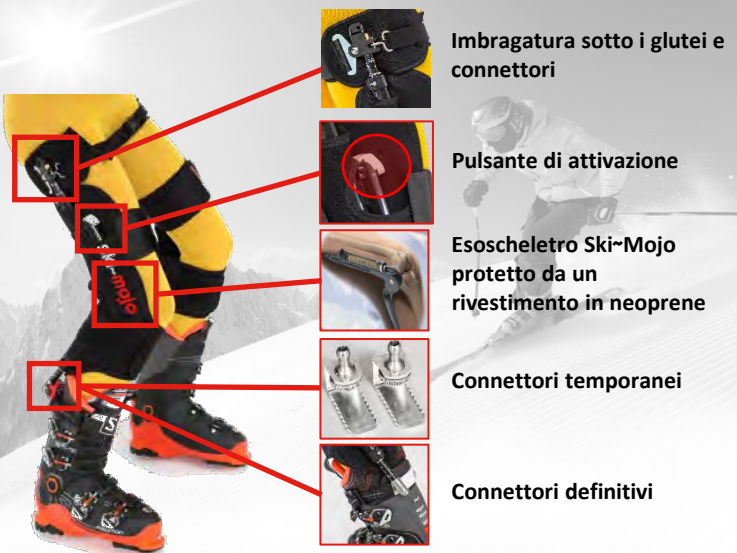 Imbragatura sotto i glutei e
connettori
Pulsante di attivazione
Esoscheletro Ski~Mojo
protetto da un
rivestimento in neoprene
mojo
Connettori temporanei
S
Connettori definitivi